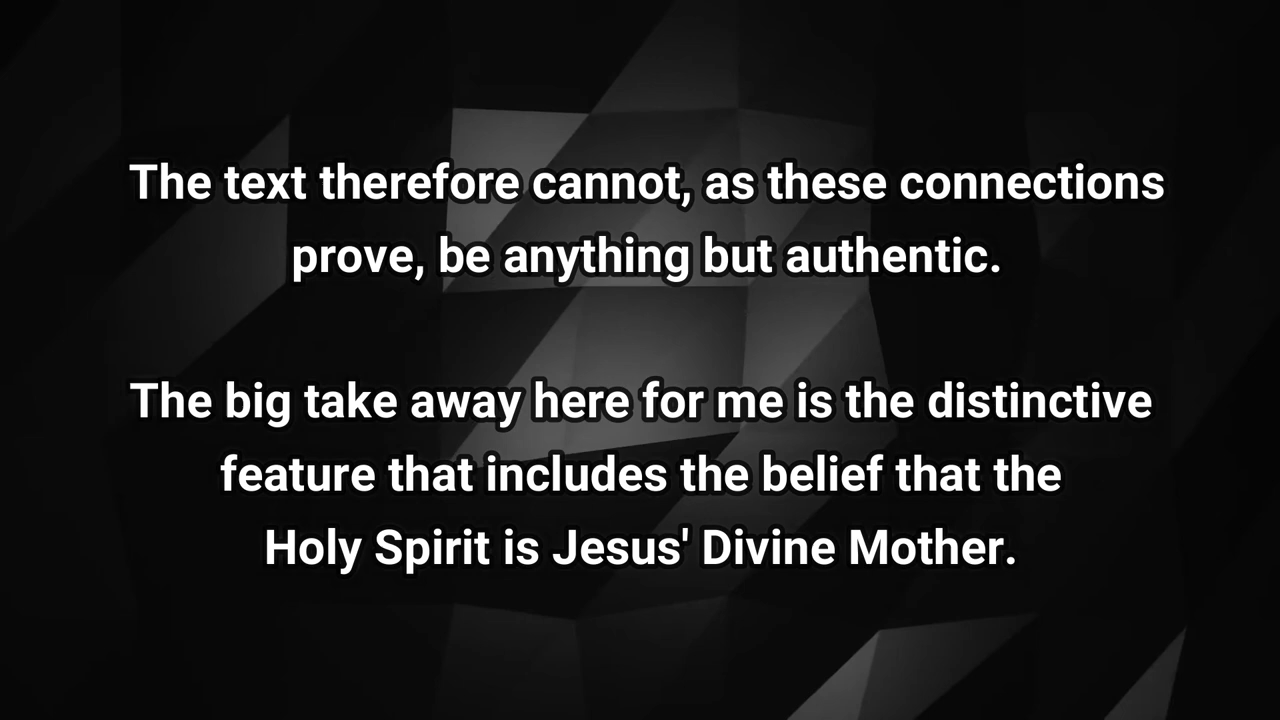 The text therefore cannot, as these connections
prove, be anything but authentic.
The big take away here for me is the distinctive
feature that includes the belief that the
Holy Spirit is Jesus' Divine Mother.